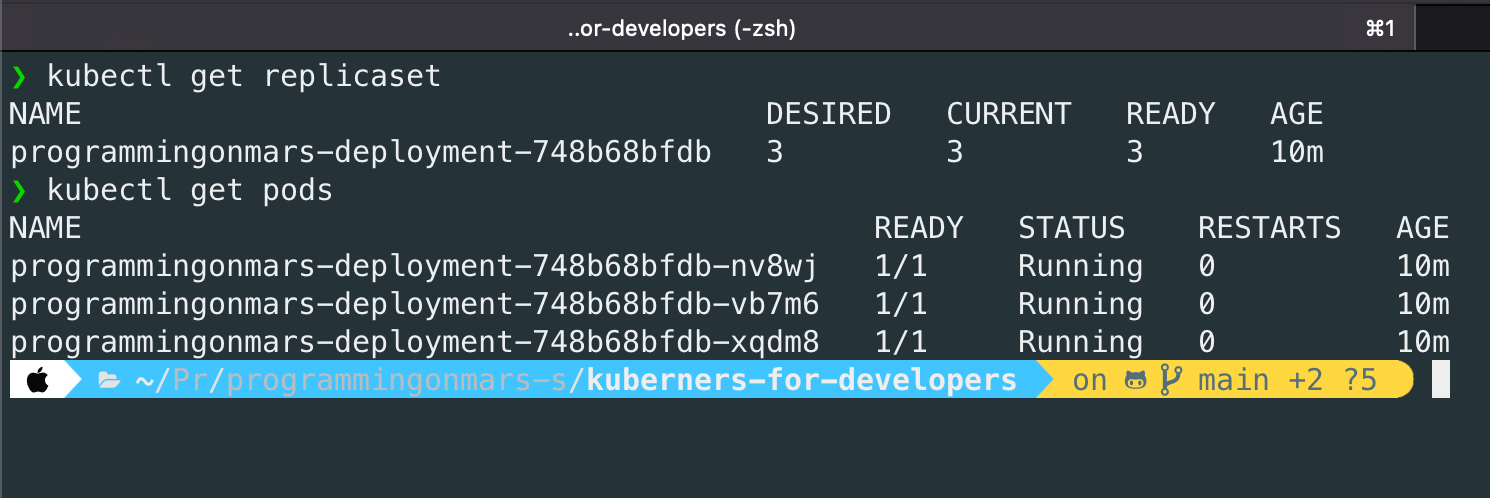 ..or-developers (-zsh) ⌘1
❯ kubectl get replicaset
NAME DESIRED CURRENT READY AGE
programmingonmars-deployment-748b68bfdb 3 3 3 10m
❯ kubectl get pods
NAME READY STATUS RESTARTS AGE
programmingonmars-deployment-748b68bfdb-nv8wj 1/1 Running 0 10m
programmingonmars-deployment-748b68bfdb-vb7m6 1/1 Running 0 10m
programmingonmars-deployment-748b68bfdb-xqdm8 1/1 Running 0 10m
~/Pr/programmingonmars-s/kuberners-for-developers on main +2 ?5